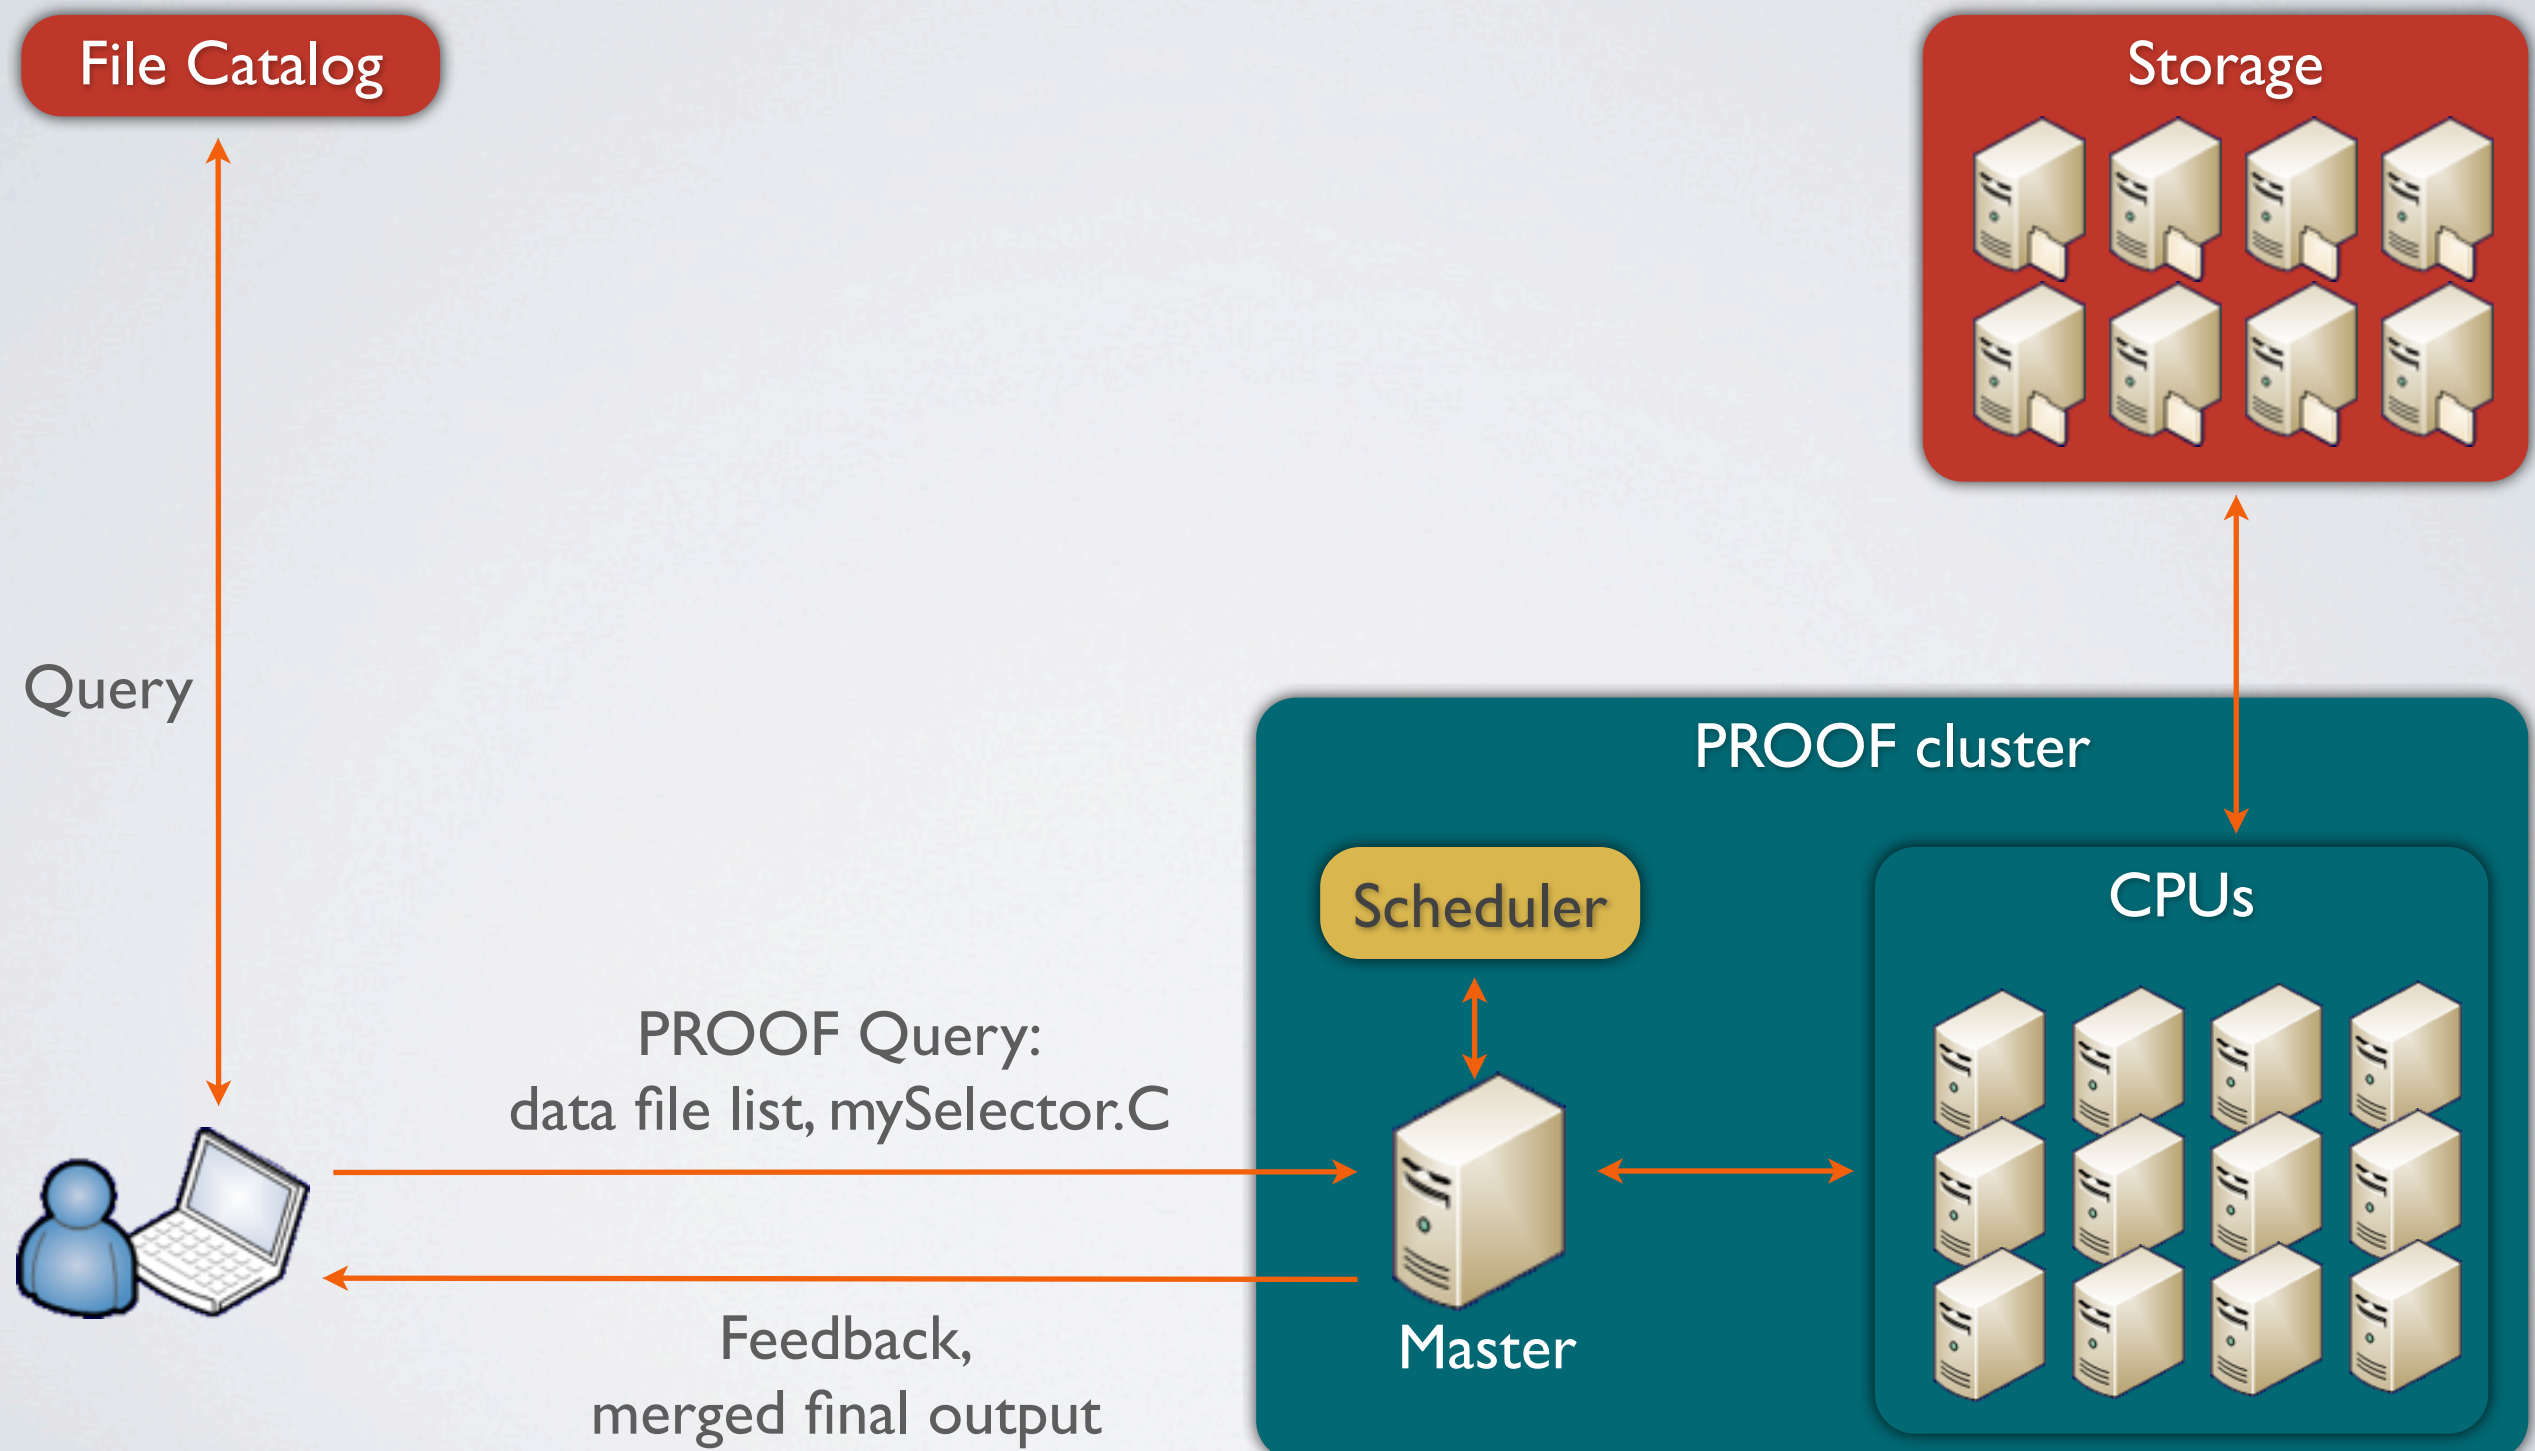 File Catalog
Storage
Query
PROOF cluster
Scheduler
CPUs
PROOF Query:
data file list, mySelector.C
Feedback,
merged final output
Master